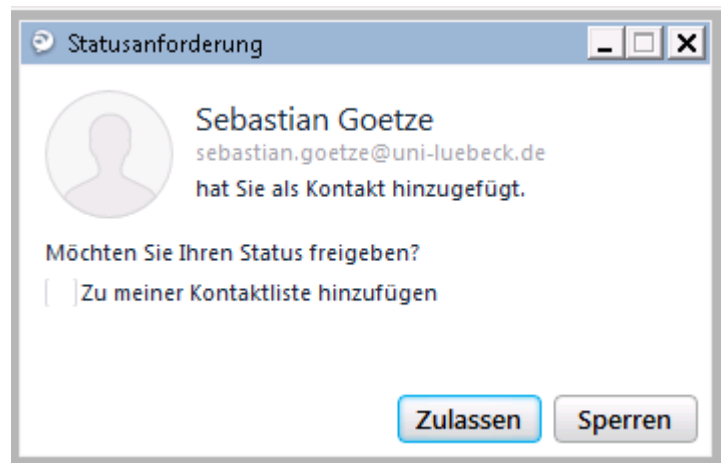 Statusanforderung
Sebastian Goetze
sebastian.goetze@uni-luebeck.de
hat Sie als Kontakt hinzugefügt.
Möchten Sie Ihren Status freigeben?
Zu meiner Kontaktliste hinzufügen
Zulassen Sperren